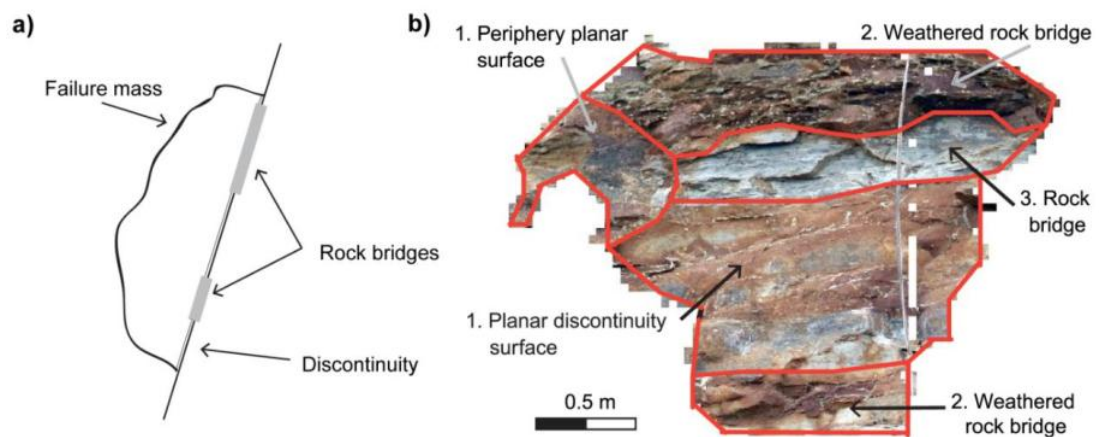 a)
Failure mass
Rock bridges
Discontinuity
b)
1. Periphery planar
surface
2. Weathered rock bridge
3. Rock
bridge
1. Planar discontinuity
surface
0.5 m
2. Weathered
rock bridge